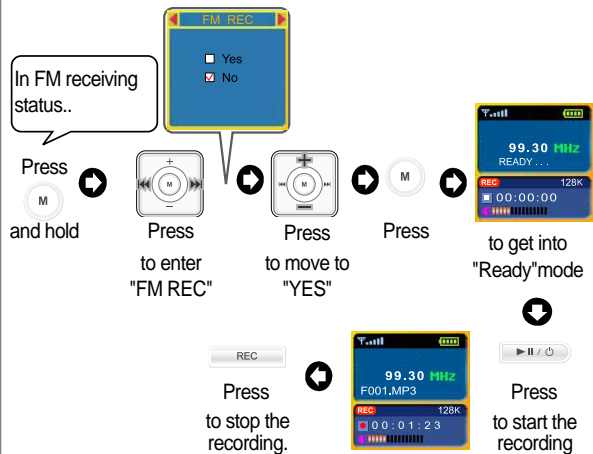 FM REC
Yes
No
In FM receiving
status..
Press
M
and hold
+
M
−
Press
to enter
"FM REC"
+
M
−
Press
to move to
"YES"
M
Press
99.30 MHz
READY...
REC 128K
00:00:00
to get into
"Ready"mode
Press
to start the
recording
99.30 MHz
F001.MP3
REC 128K
00:01:23
REC
Press
to stop the
recording.